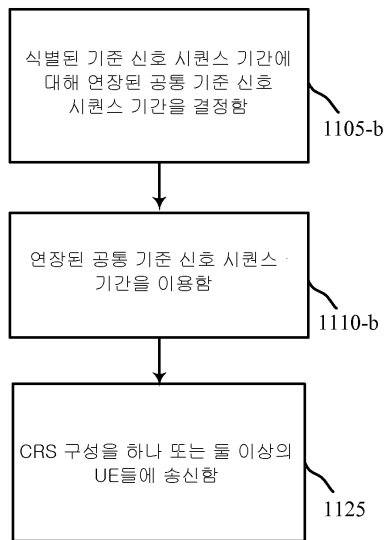 식별된 기준 신호 시퀀스 기간에
대해 연장된 공통 기준 신호
시퀀스 기간을 결정함
1105-b
연장된 공통 기준 신호 시퀀스
기간을 이용함
1110-b
CRS 구성을 하나 또는 둘 이상의
UE들에 송신함
1125